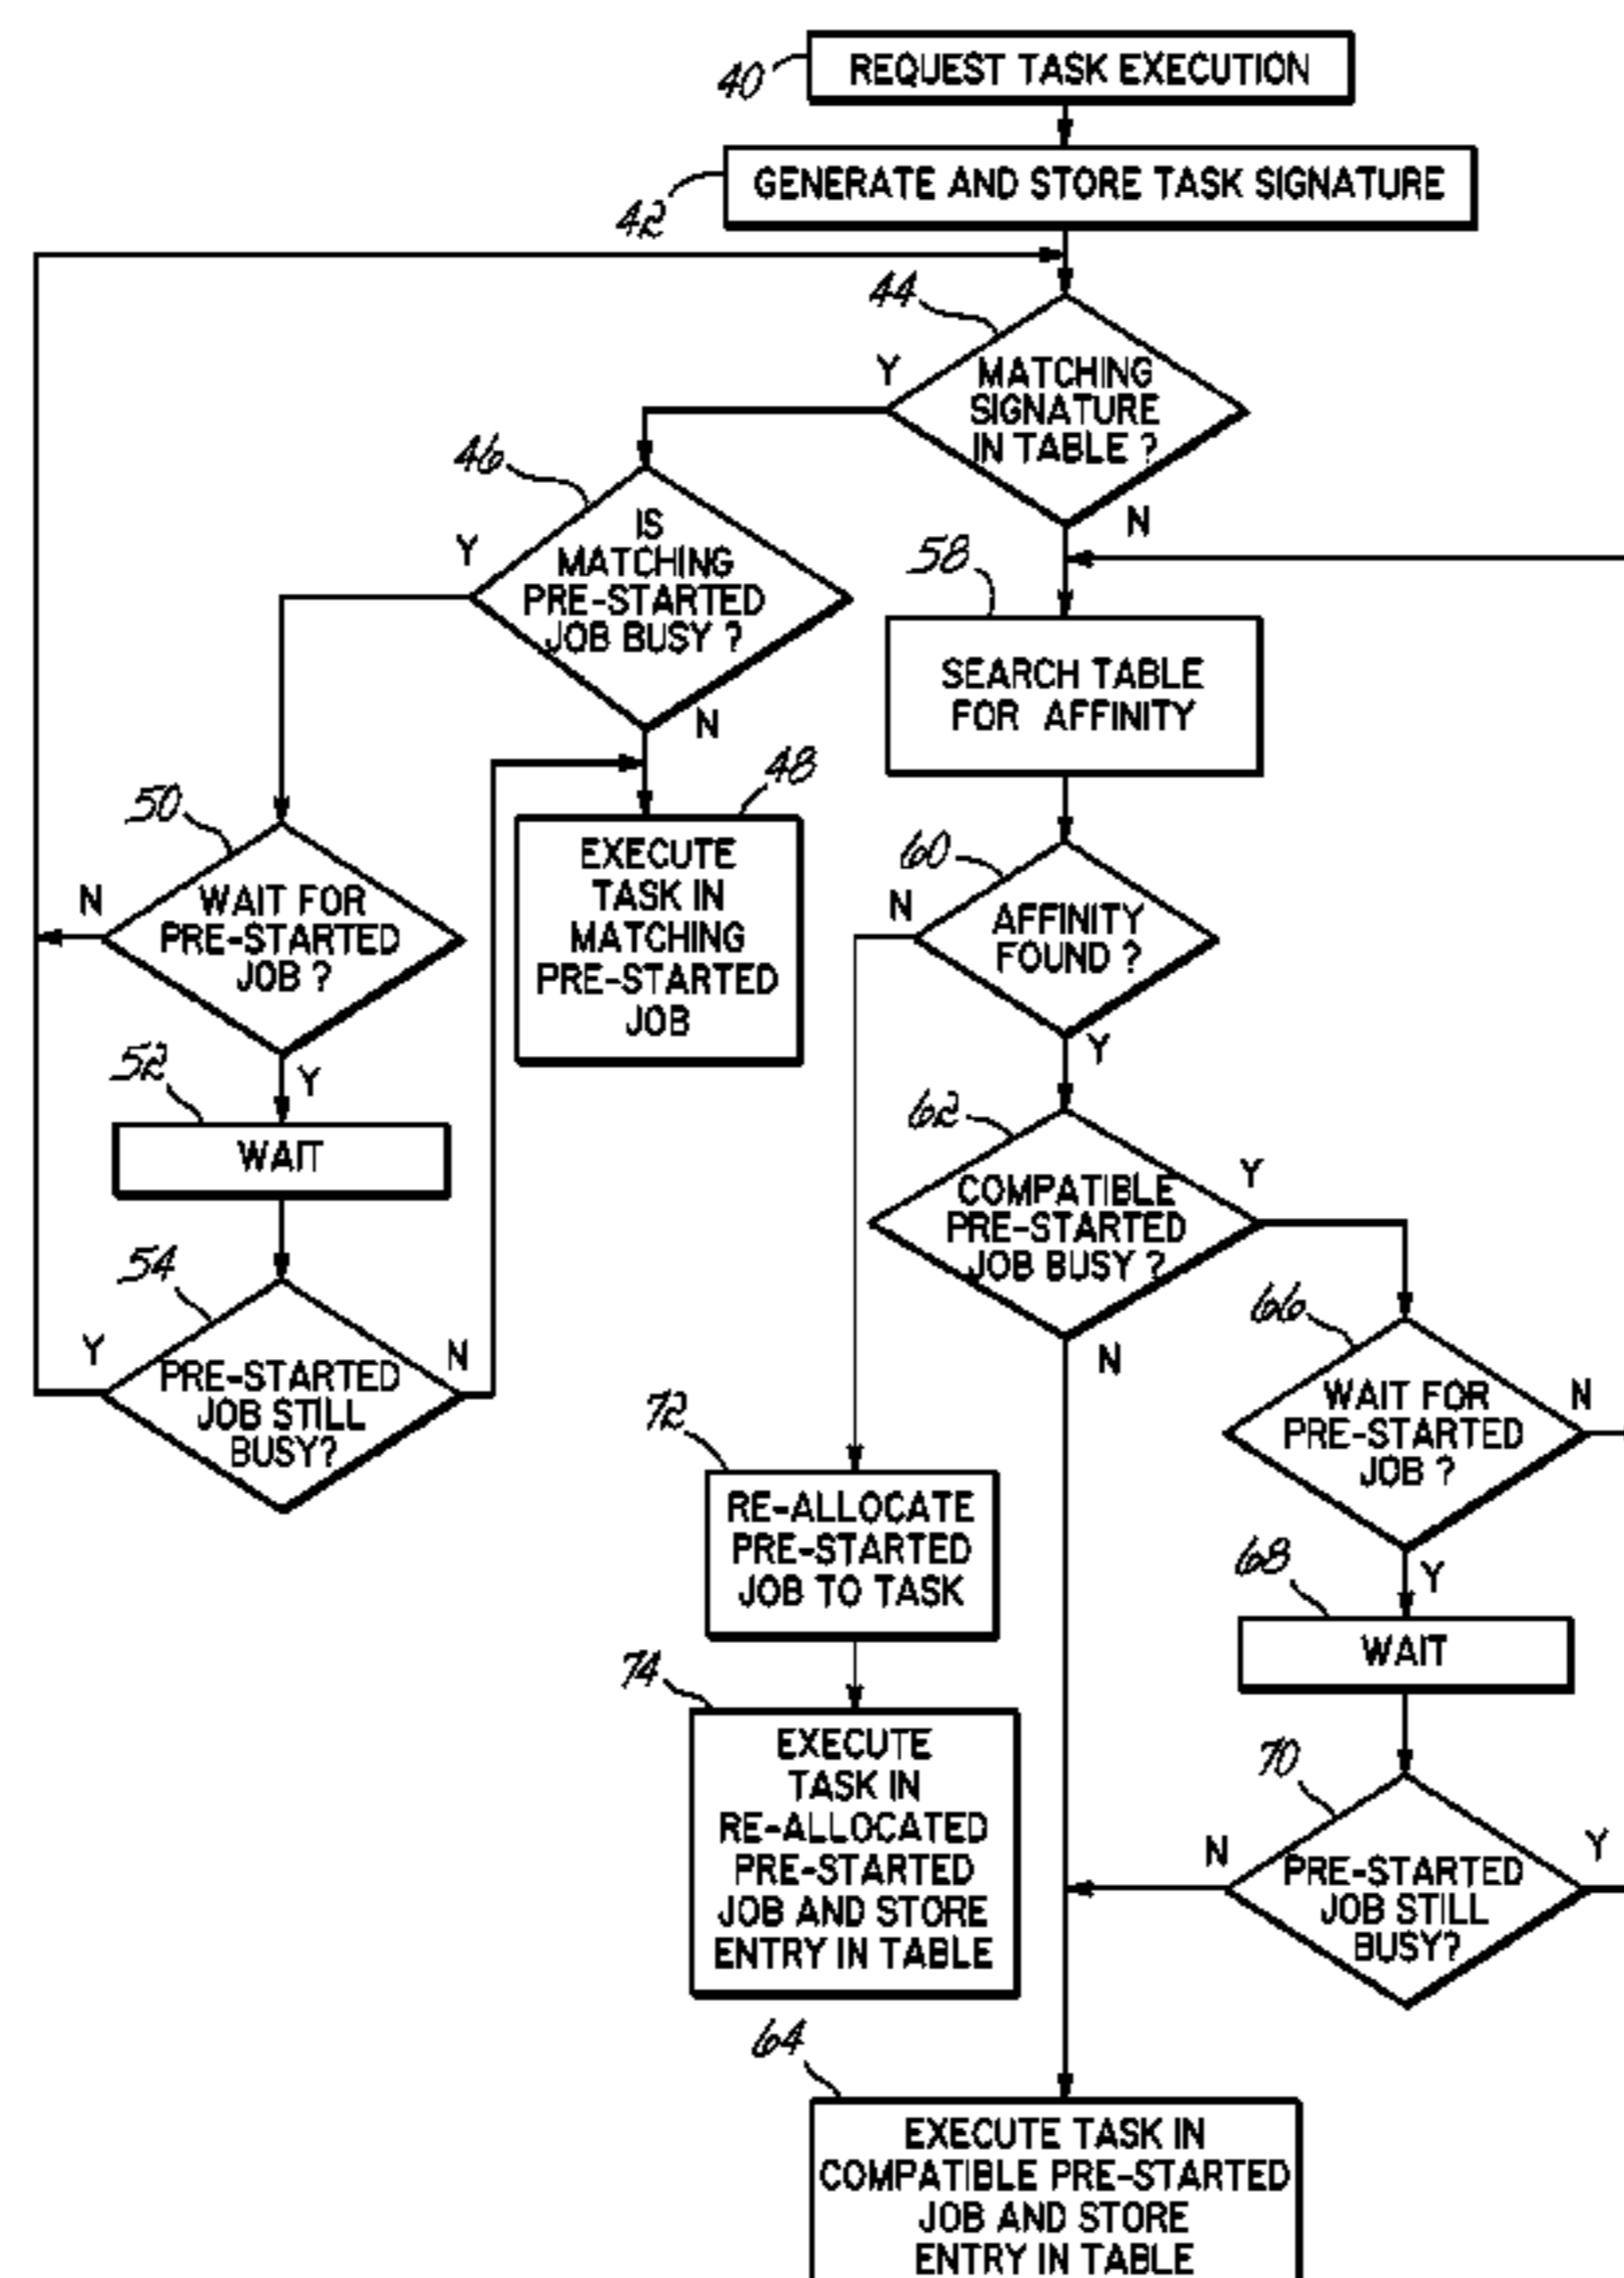 40
REQUEST TASK EXECUTION
42
GENERATE AND STORE TASK SIGNATURE
44
Y
MATCHING
SIGNATURE
IN TABLE ?
N
46
Y
IS
MATCHING
PRE-STARTED
JOB BUSY ?
N
48
EXECUTE
TASK IN
MATCHING
PRE-STARTED
JOB
50
N
WAIT FOR
PRE-STARTED
JOB ?
Y
52
WAIT
54
Y
PRE-STARTED
JOB STILL
BUSY?
N
58
SEARCH TABLE
FOR AFFINITY
60
N
AFFINITY
FOUND ?
Y
62
COMPATIBLE
PRE-STARTED
JOB BUSY ?
Y
N
66
WAIT FOR
PRE-STARTED
JOB ?
N
Y
68
WAIT
70
N
PRE-STARTED
JOB STILL
BUSY?
Y
72
RE-ALLOCATE
PRE-STARTED
JOB TO TASK
74
EXECUTE
TASK IN
RE-ALLOCATED
PRE-STARTED
JOB AND STORE
ENTRY IN TABLE
64
EXECUTE TASK IN
COMPATIBLE PRE-STARTED
JOB AND STORE
ENTRY IN TABLE